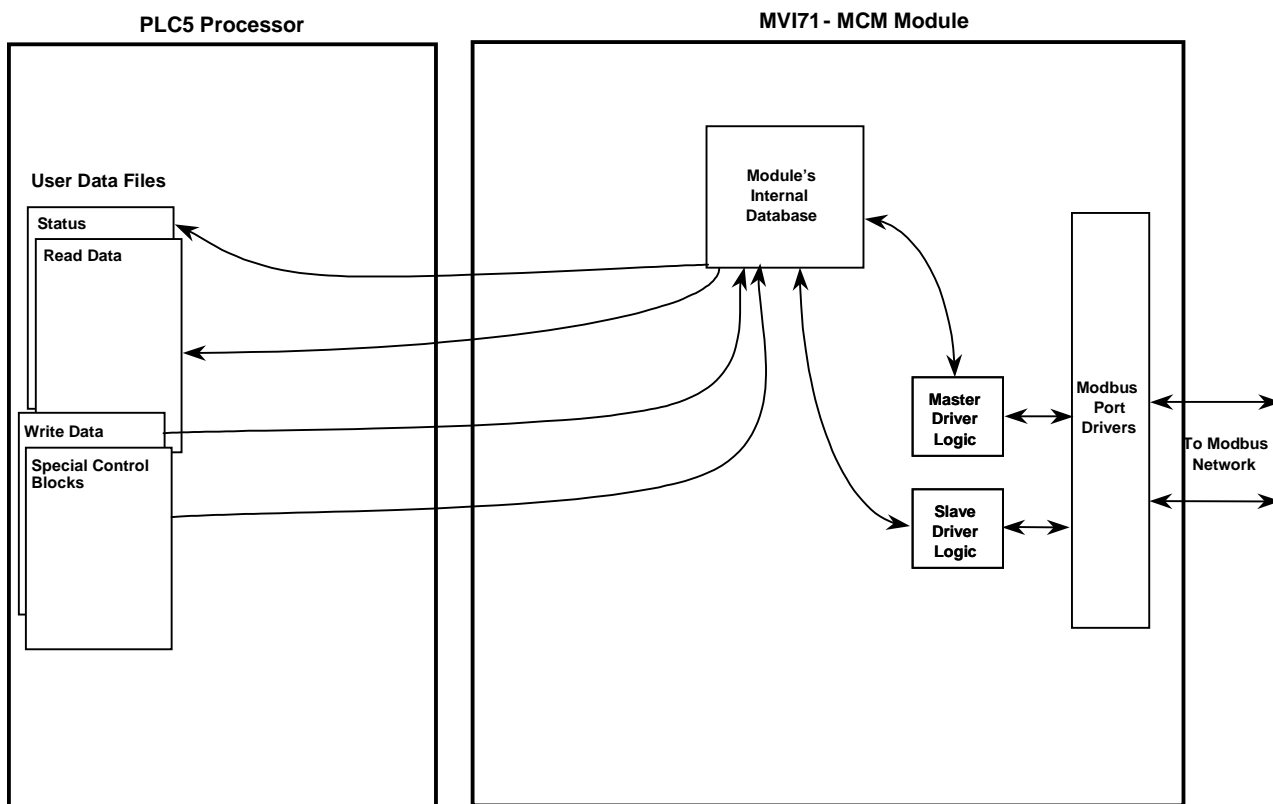 PLC5 Processor
MVI71 - MCM Module
User Data Files
Status
Read Data
Write Data
Special Control
Blocks
Module's
Internal
Database
Master
Driver
Logic
Slave
Driver
Logic
Modbus
Port
Drivers
To Modbus
Network